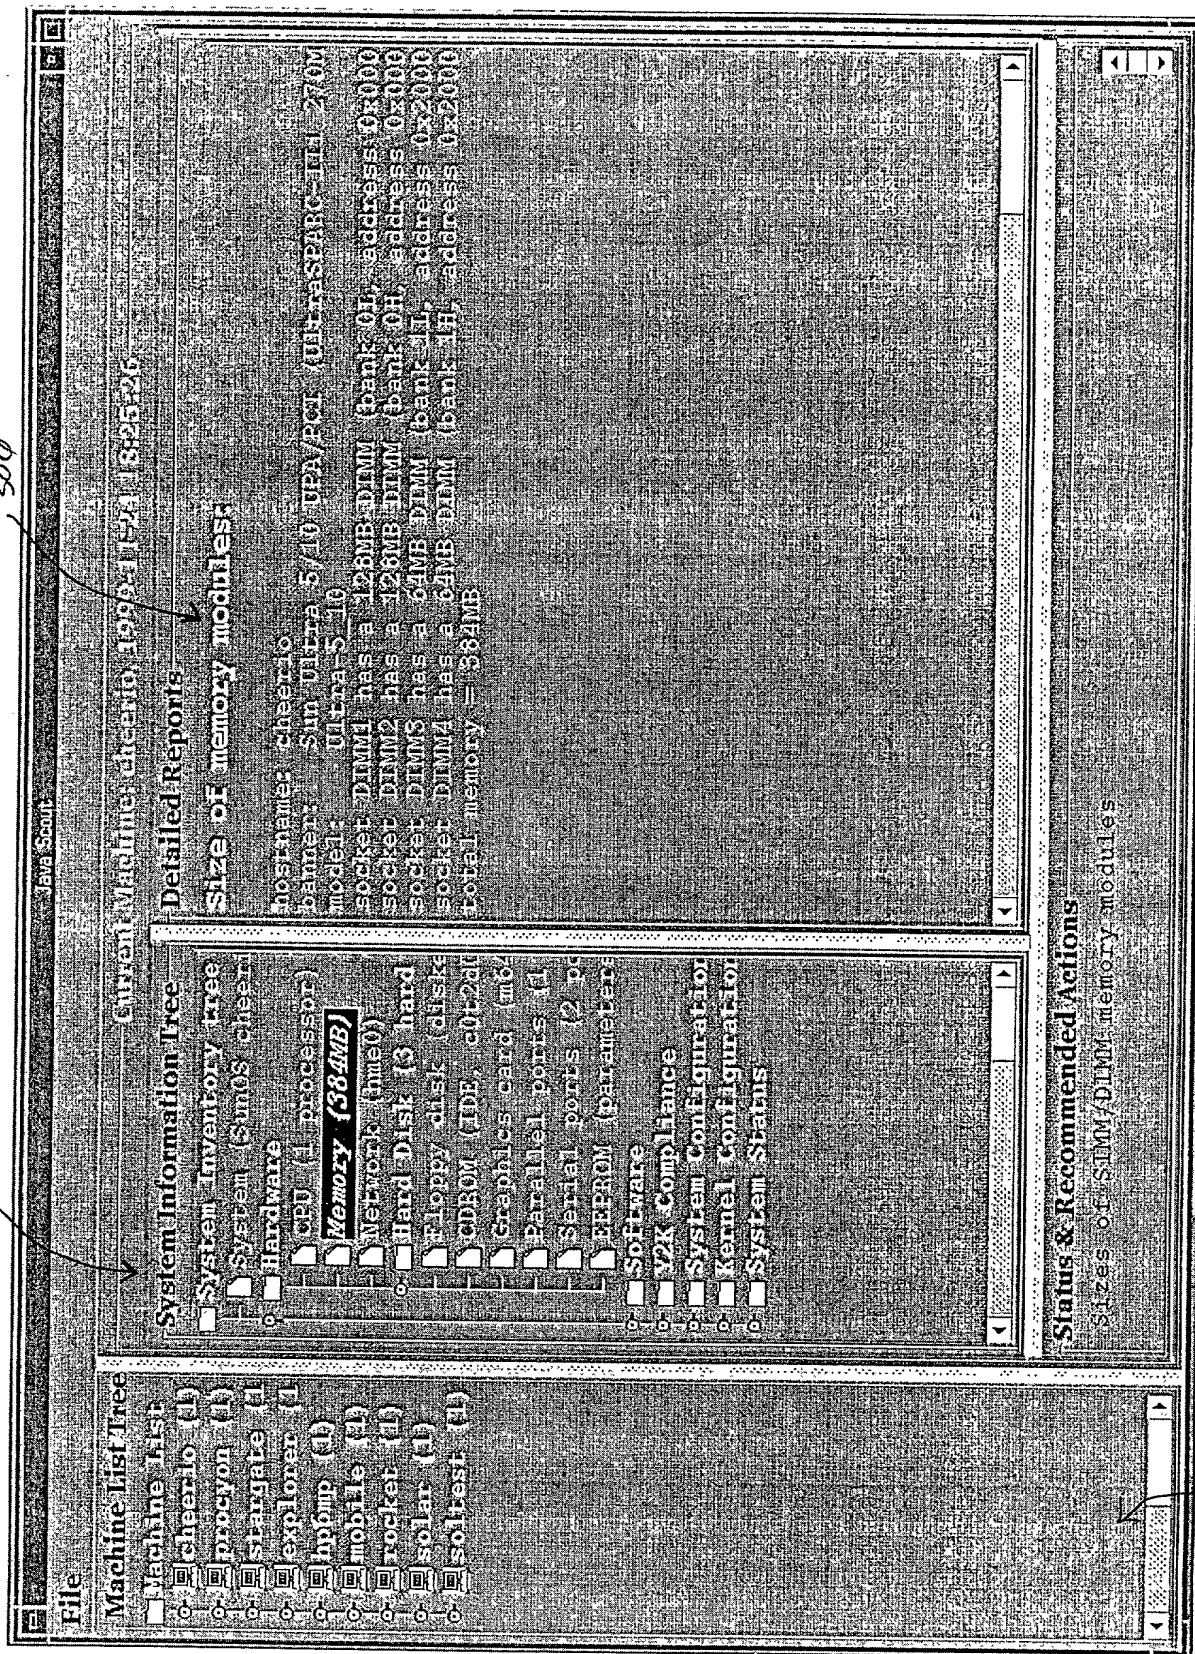 500
Java Scout
File
Current Machine: cheerio, 1999-11-24 13:25:26
Machine List Tree
Machine List
cheerio (1)
procyon (1)
stargate (1
explorer (1
hpbmp (1)
mobile (1)
rocket (1)
solar (1)
soltest (1)
System Information Tree
System Inventory tree
System (SunOS cheer
Hardware
CPU (1 processor)
Memory (384MB)
Network (hme0)
Hard Disk (3 hard
Floppy disk (disk
CDROM (IDE, c0t2d0
Graphics card (m64
Parallel ports (1
Serial ports (2 po
EEPROM (parameters
Software
Y2K Compliance
System Configuration
Kernel Configuration
System Status
Detailed Reports
Size of memory modules:
hostname: cheerio
banner: Sun Ultra 5/10 UPA/PCI (UltraSPARC-IIi 270M
model: Ultra-5_10
socket DIMM1 has a 128MB DIMM (bank 0L, address 0x000
socket DIMM2 has a 128MB DIMM (bank 0H, address 0x000
socket DIMM3 has a 64MB DIMM (bank 1L, address 0x2000
socket DIMM4 has a 64MB DIMM (bank 1H, address 0x2000
total memory = 384MB
Status & Recommended Actions
Sizes of SIMM/DIMM memory modules